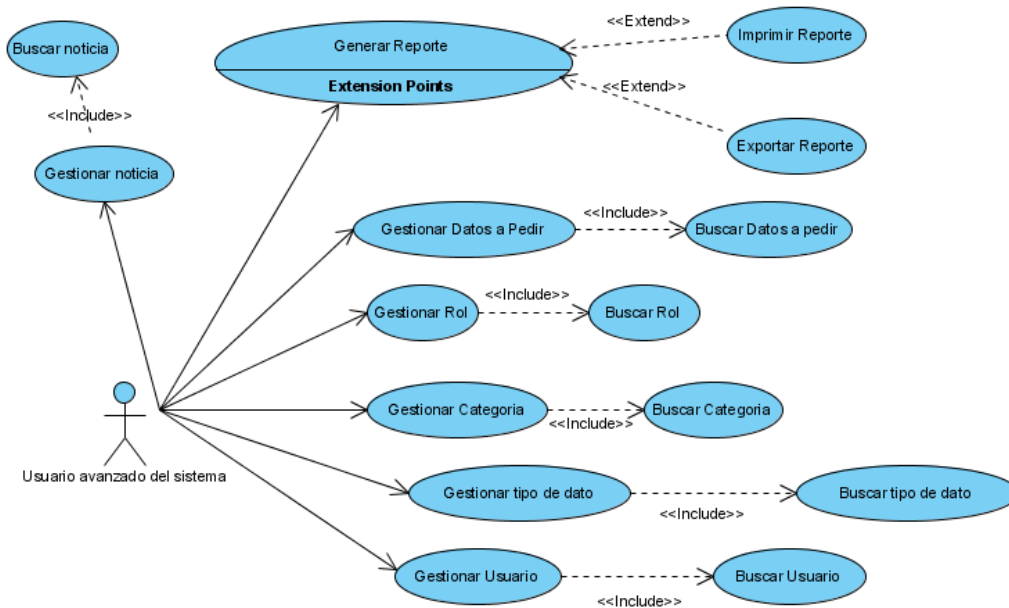 <<Extend>>
Imprimir Reporte
Buscar noticia
Generar Reporte
Extension Points
<<Extend>>
<<Include>>
Exportar Reporte
Gestionar noticia
<<Include>>
Gestionar Datos a Pedir
Buscar Datos a pedir
<<Include>>
Gestionar Rol
Buscar Rol
Gestionar Categoria
Buscar Categoria
<<Include>>
Usuario avanzado del sistema
Gestionar tipo de dato
Buscar tipo de dato
<<Include>>
Gestionar Usuario
Buscar Usuario
<<Include>>